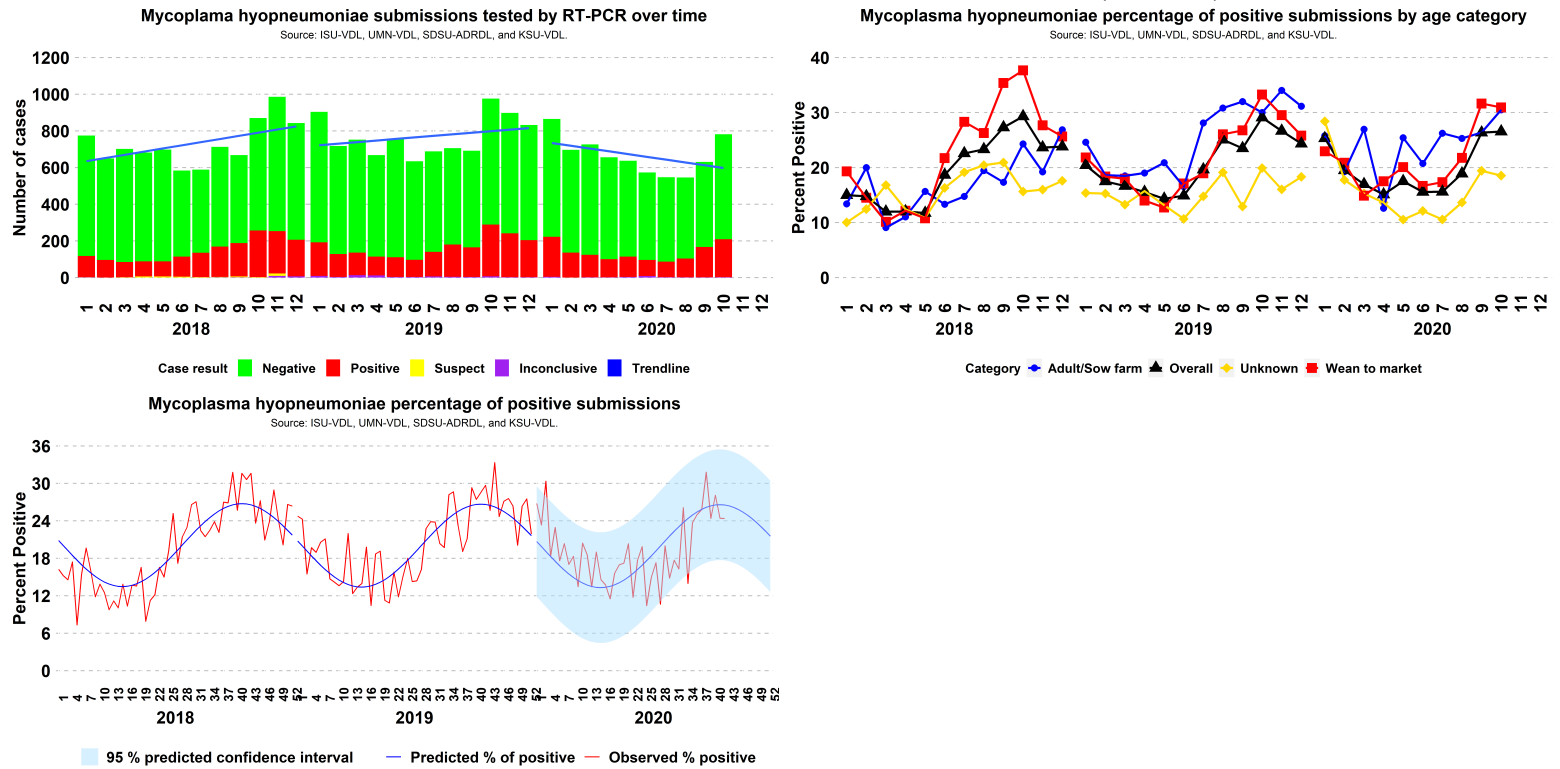 Mycoplama hyopneumoniae submissions tested by RT-PCR over time
Source: ISU-VDL, UMN-VDL, SDSU-ADRDL, and KSU-VDL.
Number of cases
1200
1000
800
600
400
200
0
1 2 3 4 5 6 7 8 9 10 11 12 1 2 3 4 5 6 7 8 9 10 11 12 1 2 3 4 5 6 7 8 9 10 11 12
2018 2019 2020
Case result Negative Positive Suspect Inconclusive Trendline
Mycoplasma hyopneumoniae percentage of positive submissions by age category
Source: ISU-VDL, UMN-VDL, SDSU-ADRDL, and KSU-VDL.
Percent Positive
40
30
20
10
0
1 2 3 4 5 6 7 8 9 10 11 12 1 2 3 4 5 6 7 8 9 10 11 12 1 2 3 4 5 6 7 8 9 10 11 12
2018 2019 2020
Category Adult/Sow farm Overall Unknown Wean to market
Mycoplasma hyopneumoniae percentage of positive submissions
Source: ISU-VDL, UMN-VDL, SDSU-ADRDL, and KSU-VDL.
Percent Positive
36
30
24
18
12
6
0
1 4 7 10 13 16 19 22 25 28 31 34 37 40 43 46 49 52 1 4 7 10 13 16 19 22 25 28 31 34 37 40 43 46 49 52 1 4 7 10 13 16 19 22 25 28 31 34 37 40 43 46 49 52
2018 2019 2020
95 % predicted confidence interval Predicted % of positive Observed % positive